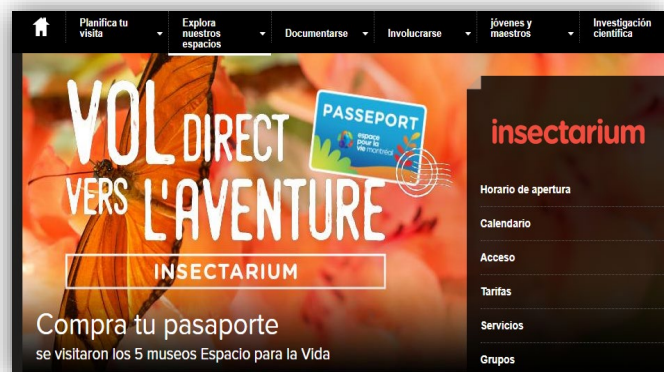 Planifica tu
visita
Explora
nuestros
espacios
Documentarse
Involucrarse
jóvenes y
maestros
Investigación
científica
VOL DIRECT
VERS L'AVENTURE
INSECTARIUM
PASSEPORT
espace
pour la
vie montréal
Compra tu pasaporte
se visitaron los 5 museos Espacio para la Vida
insectarium
Horario de apertura
Calendario
Acceso
Tarifas
Servicios
Grupos